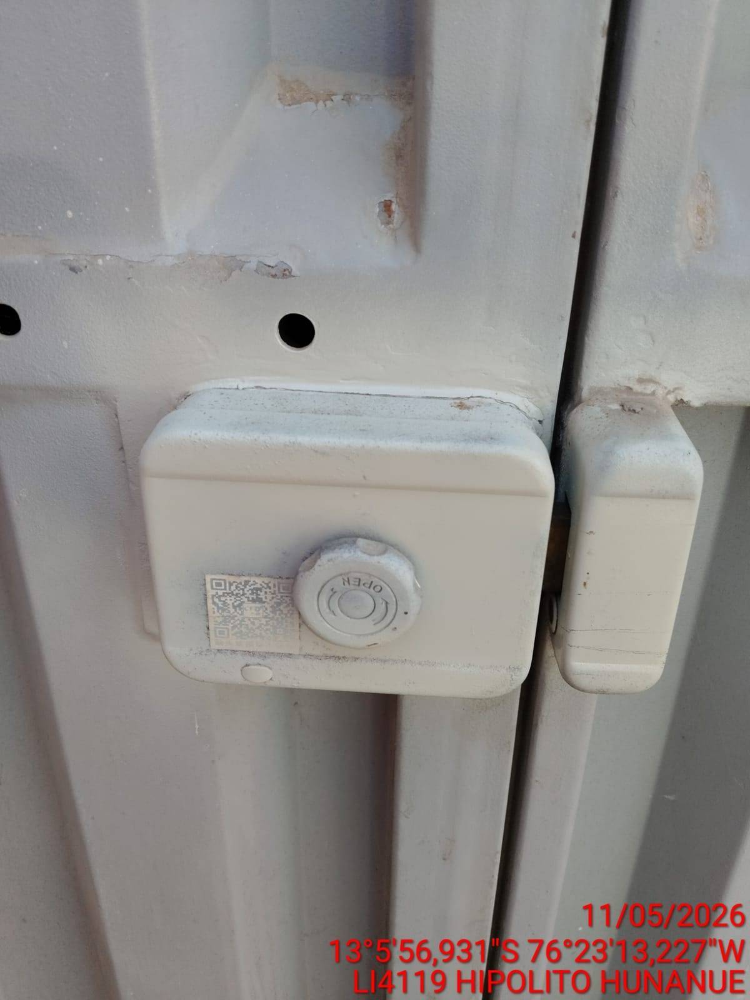 OPEN
11/05/2026
13°5'56,931"S 76°23'13,227"W
LI4119 HIPOLITO HUNANUE